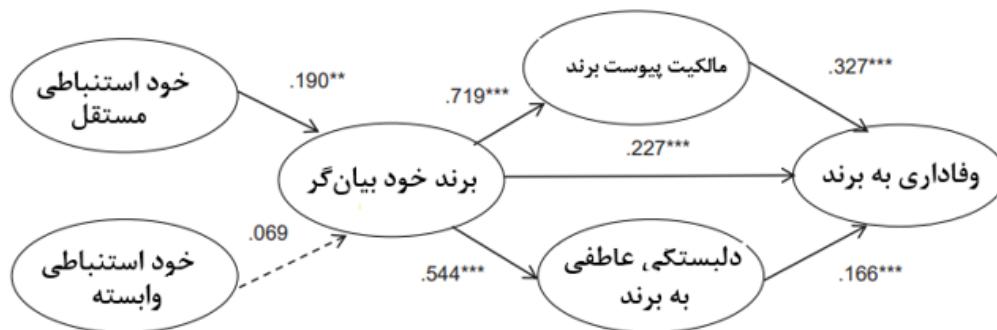 خود استنباطی
مستقل
.190**
.719***
مالکیت پیوست برند
.327***
برند خود بیان‌گر
.227***
وفاداری به برند
خود استنباطی
وابسته
.069
.544***
دلبستگی عاطفی
به برند
.166***